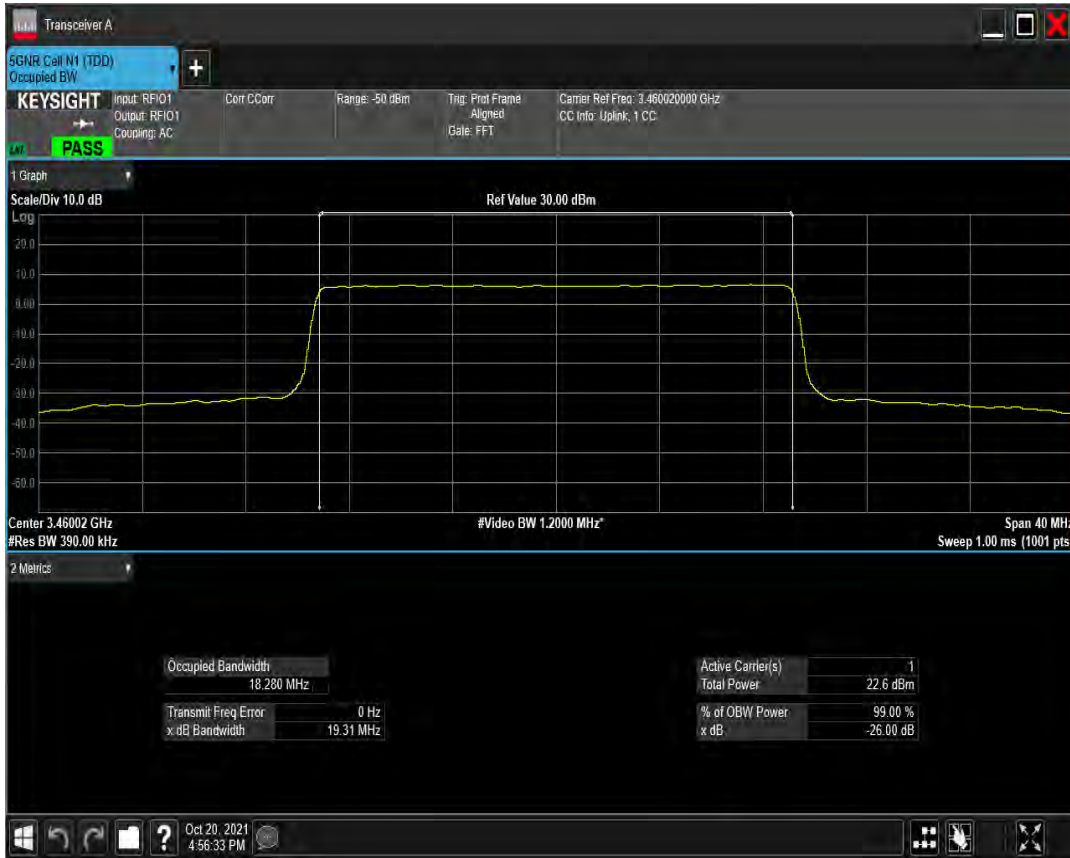 Transceiver A
5GNR Cell N1 (TDD)
Occupied BW
+
KEYSIGHT
Input: RFIO1
Output: RFIO1
Coupling: AC
Corr CCorr
Range: -50 dBm
Trig: Prot Frame
Aligned
Gate: FFT
Carrier Ref Freq: 3.460020000 GHz
CC Info: Uplink, 1 CC
PASS
1 Graph
Scale/Div 10.0 dB
Ref Value 30.00 dBm
Log
20.0
10.0
0.00
-10.0
-20.0
-30.0
-40.0
-50.0
-60.0
Center 3.46002 GHz
#Video BW 1.2000 MHz*
Span 40 MHz
#Res BW 390.00 kHz
Sweep 1.00 ms (1001 pts
2 Metrics
Occupied Bandwidth
18.280 MHz
Transmit Freq Error 0 Hz
x dB Bandwidth 19.31 MHz
Active Carrier(s) 1
Total Power 22.6 dBm
% of OBW Power 99.00 %
x dB -26.00 dB
?
Oct 20, 2021
4:56:33 PM